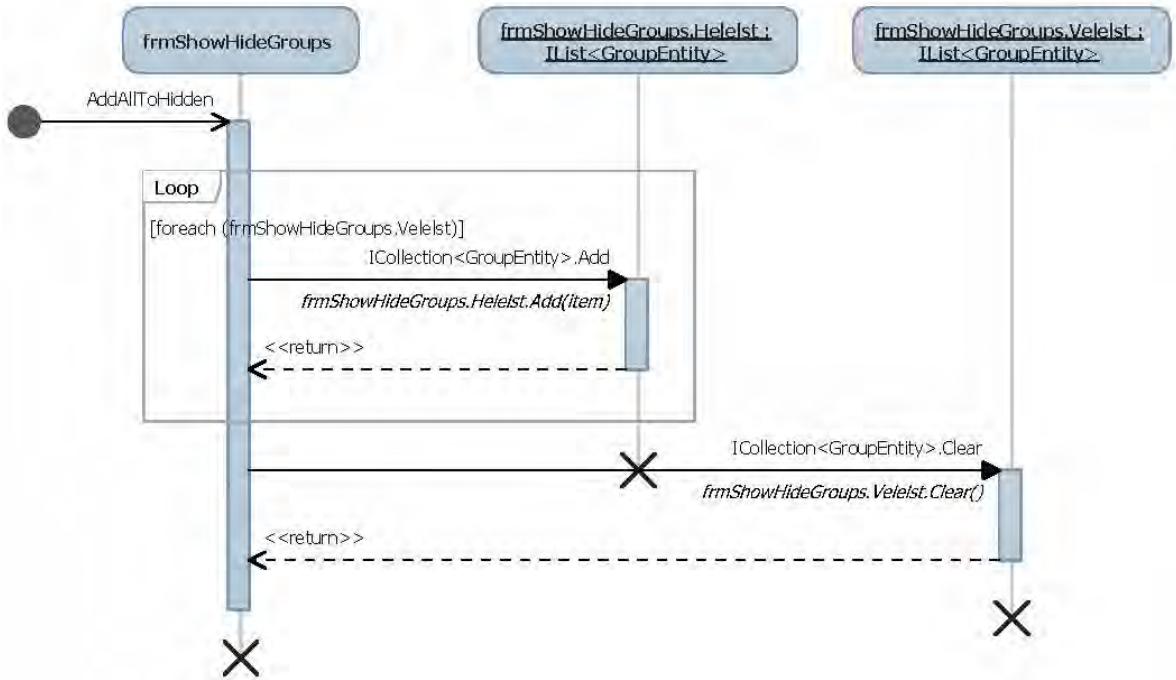 frmShowHideGroups
frmShowHideGroups.Helelst :
IList<GroupEntity>
frmShowHideGroups.Velelst :
IList<GroupEntity>
AddAllToHidden
Loop
[foreach (frmShowHideGroups.Velelst)]
ICollection<GroupEntity>.Add
frmShowHideGroups.Helelst.Add(item)
<<return>>
ICollection<GroupEntity>.Clear
frmShowHideGroups.Velelst.Clear()
<<return>>